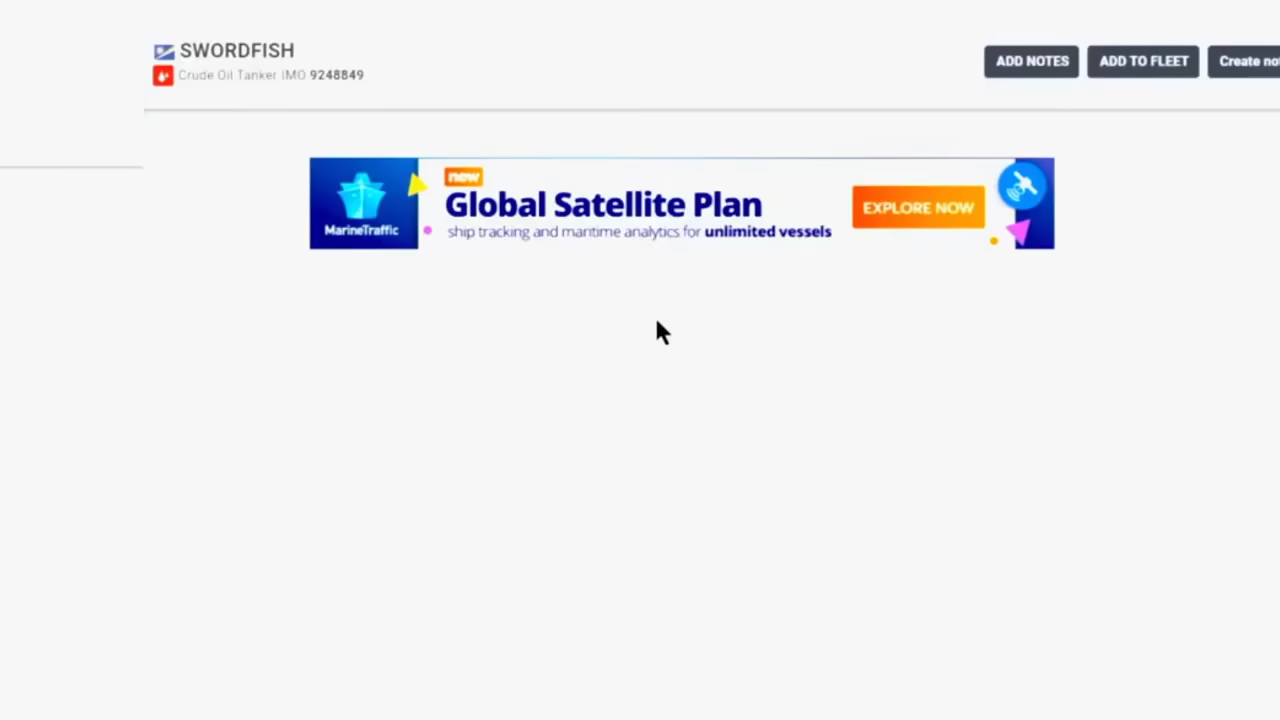 SWORDFISH
Crude Oil Tanker IMO 9248849
ADD NOTES
ADD TO FLEET
Create no
MarineTraffic
new
Global Satellite Plan
ship tracking and maritime analytics for unlimited vessels
EXPLORE NOW